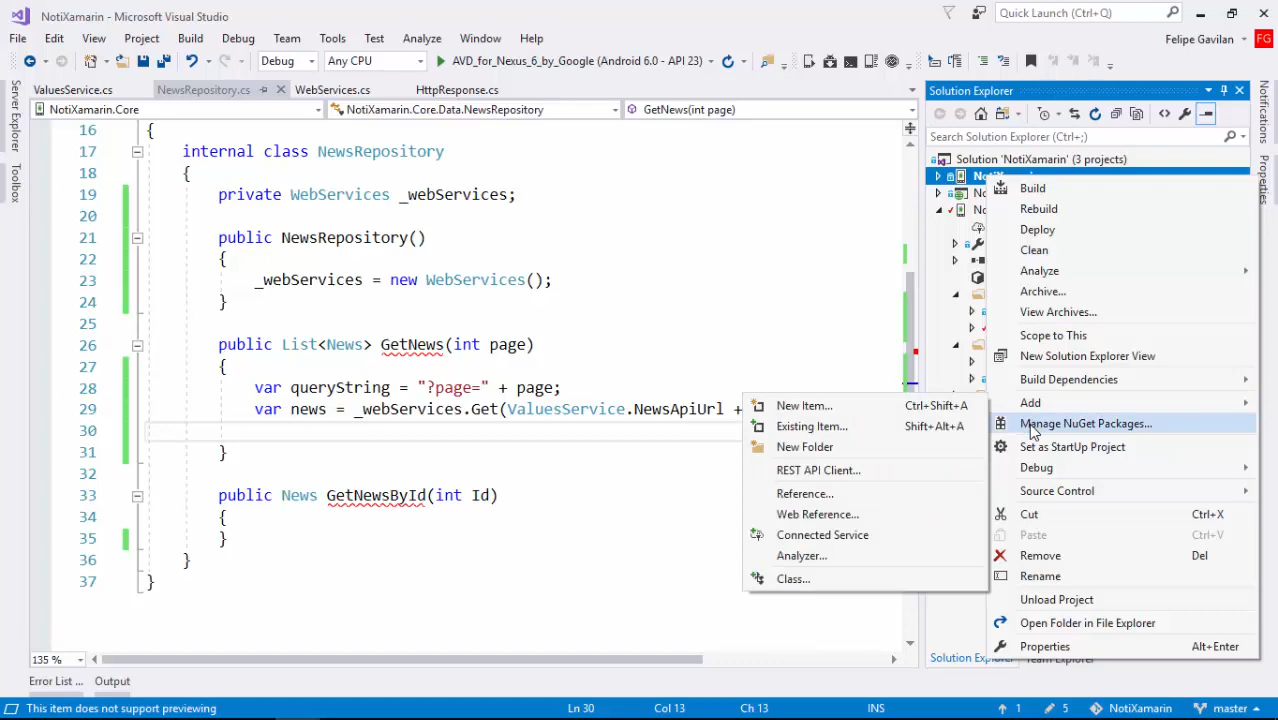 NotiXamarin - Microsoft Visual Studio
Quick Launch (Ctrl+Q)
File Edit View Project Build Debug Team Tools Test Analyze Window Help
Felipe Gavilan FG
Debug Any CPU AVD_for_Nexus_6_by_Google (Android 6.0 - API 23)
ValuesService.cs NewsRepository.cs WebServices.cs HttpResponse.cs
NotiXamarin.Core NotiXamarin.Core.Data.NewsRepository GetNews(int page)
Server Explorer
Toolbox
16 {
17 internal class NewsRepository
18 {
19 private WebServices _webServices;
20
21 public NewsRepository()
22 {
23 _webServices = new WebServices();
24 }
25
26 public List<News> GetNews(int page)
27 {
28 var queryString = "?page=" + page;
29 var news = _webServices.Get(ValuesService.NewsApiUrl +
30
31 }
32
33 public News GetNewsById(int Id)
34 {
35 }
36 }
37 }
135 %
Solution Explorer
Search Solution Explorer (Ctrl+;)
Solution 'NotiXamarin' (3 projects)
Notifications
Properties
Build
Rebuild
Deploy
Clean
Analyze
Archive...
View Archives...
Scope to This
New Solution Explorer View
Build Dependencies
Add
Manage NuGet Packages...
Set as StartUp Project
Debug
Source Control
Cut Ctrl+X
Paste Ctrl+V
Remove Del
Rename
Unload Project
Open Folder in File Explorer
Properties Alt+Enter
New Item... Ctrl+Shift+A
Existing Item... Shift+Alt+A
New Folder
REST API Client...
Reference...
Web Reference...
Connected Service
Analyzer...
Class...
Solution Explorer Team Explorer
Error List ... Output
This item does not support previewing Ln 30 Col 13 Ch 13 INS 1 5 NotiXamarin master